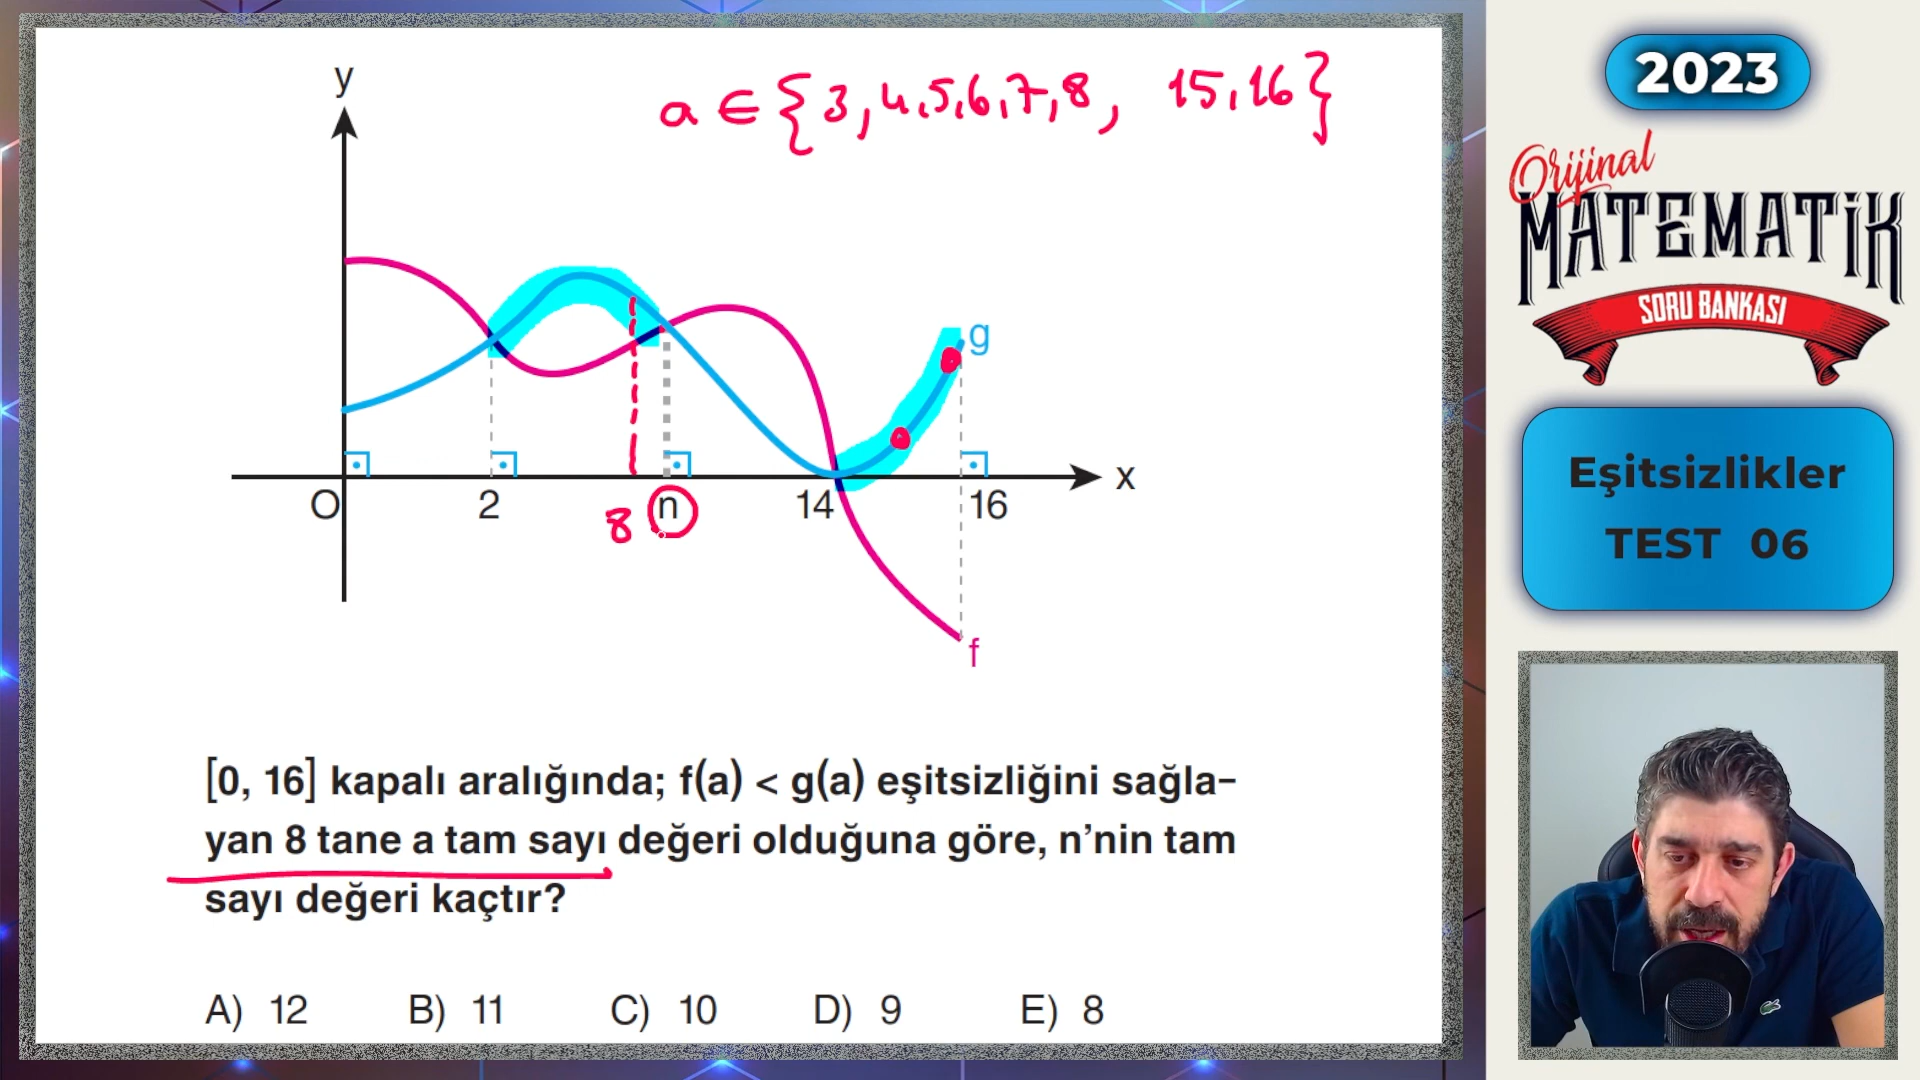 y
a ∈ {3,4,5,6,7,8, 15,16}
g
O 2 8 n 14 16 x
f
[0, 16] kapalı aralığında; f(a) < g(a) eşitsizliğini sağla-
yan 8 tane a tam sayı değeri olduğuna göre, n’nin tam
sayı değeri kaçtır?
A) 12 B) 11 C) 10 D) 9 E) 8
2023
Orijinal
MATEMATİK
SORU BANKASI
Eşitsizlikler
TEST 06